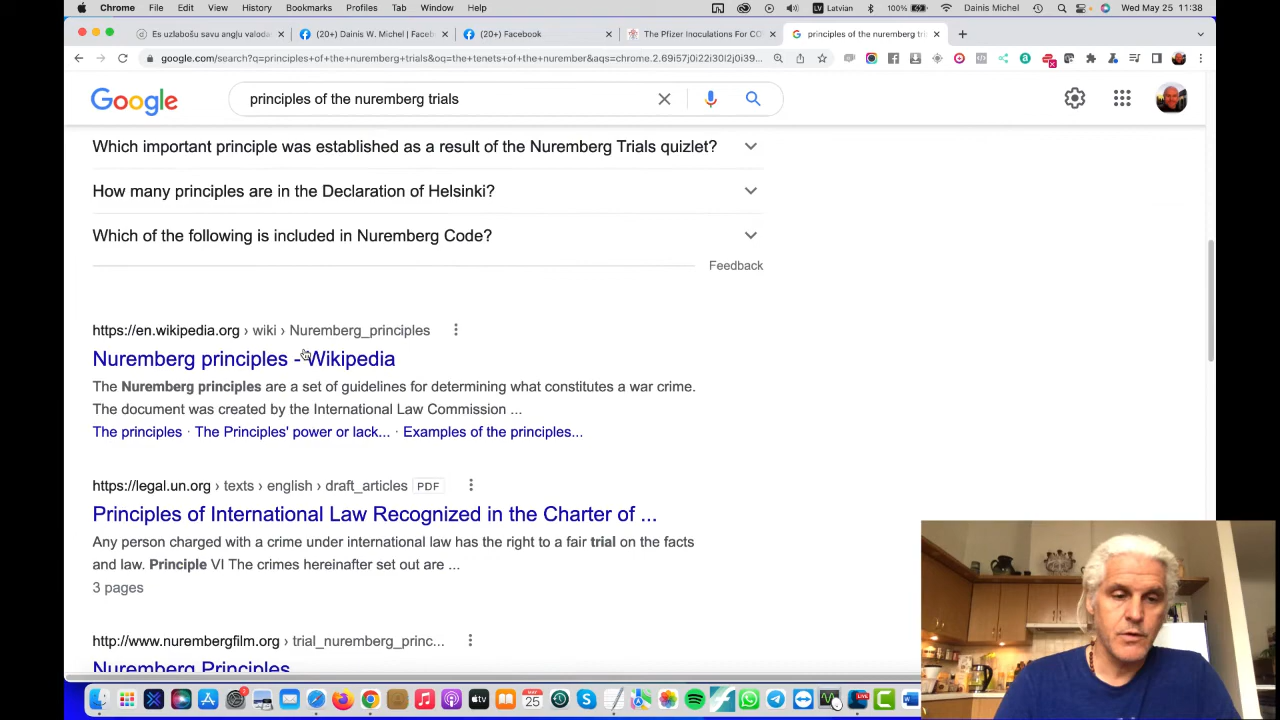 Chrome File Edit View History Bookmarks Profiles Tab Window Help LV Latvian 100% Dainis Michel Wed May 25 11:38
Es uzlabošu savu angļu valodas (20+) Dainis W. Michel | Faceb (20+) Facebook The Pfizer Inoculations For CO principles of the nuremberg tri
google.com/search?q=principles+of+the+nuremberg+trials&oq=the+tenets+of+the+number&aqs=chrome.2.69i57j0i22i30l2j0i39...
Google principles of the nuremberg trials
Which important principle was established as a result of the Nuremberg Trials quizlet?
How many principles are in the Declaration of Helsinki?
Which of the following is included in Nuremberg Code?
Feedback
https://en.wikipedia.org › wiki › Nuremberg_principles
Nuremberg principles - Wikipedia
The Nuremberg principles are a set of guidelines for determining what constitutes a war crime.
The document was created by the International Law Commission ...
The principles · The Principles' power or lack... · Examples of the principles...
https://legal.un.org › texts › english › draft_articles PDF
Principles of International Law Recognized in the Charter of ...
Any person charged with a crime under international law has the right to a fair trial on the facts
and law. Principle VI The crimes hereinafter set out are ...
3 pages
http://www.nurembergfilm.org › trial_nuremberg_princ...
Nuremberg Principles